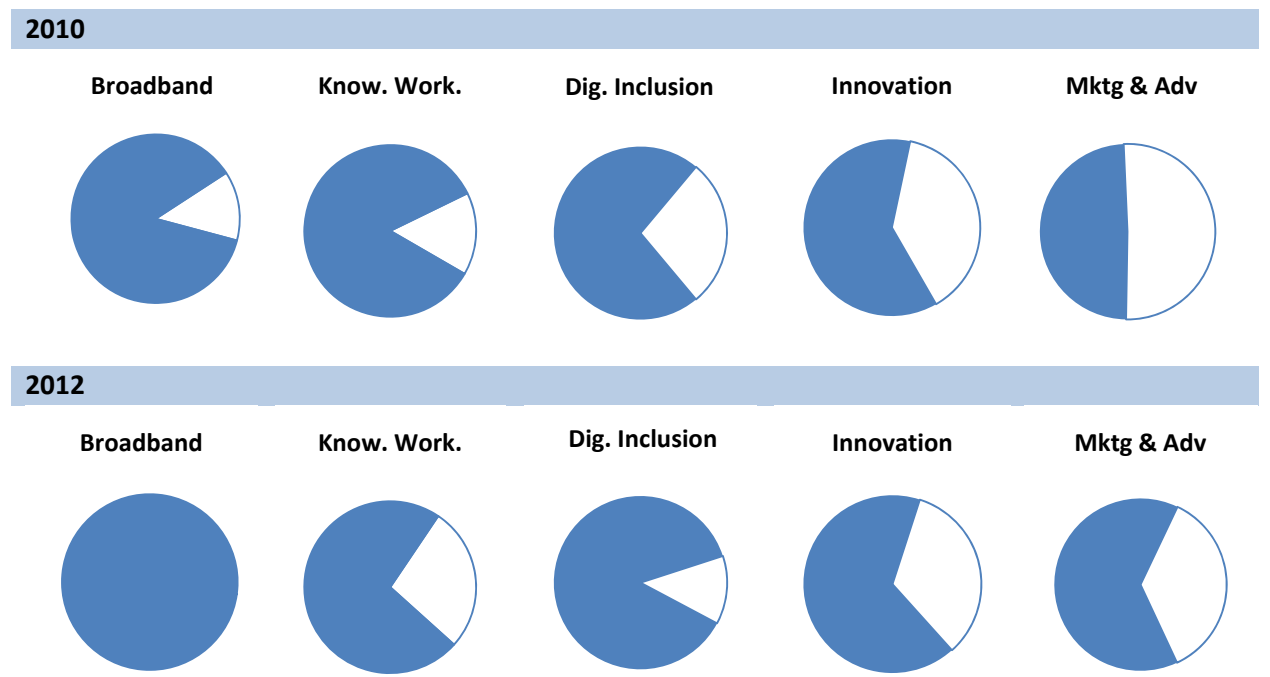 2010
Broadband
Know. Work.
Dig. Inclusion
Innovation
Mktg & Adv
2012
Broadband
Know. Work.
Dig. Inclusion
Innovation
Mktg & Adv